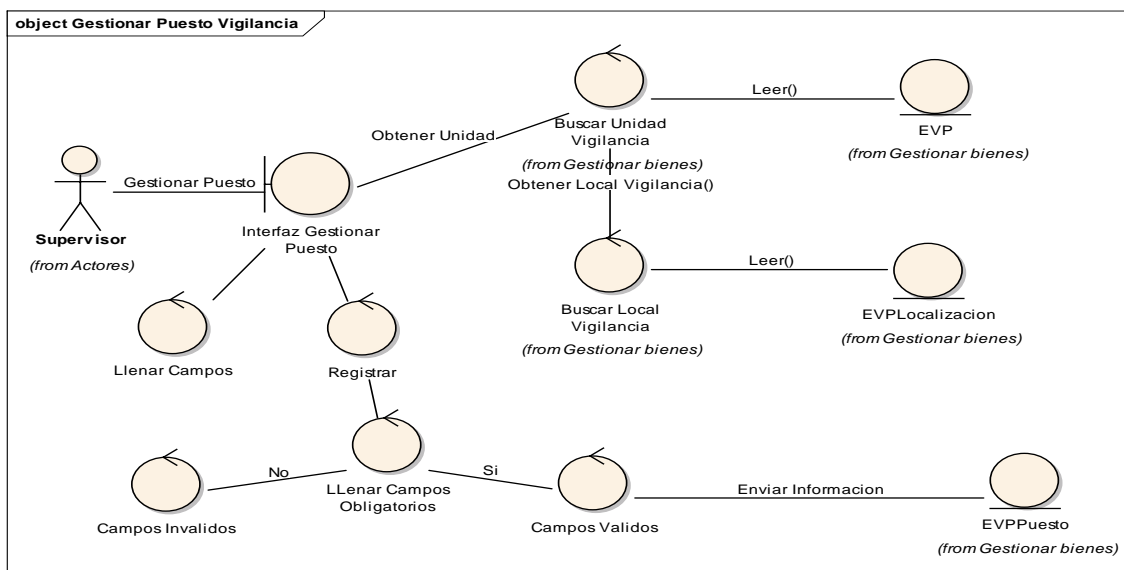 object Gestionar Puesto Vigilancia
Buscar Unidad
Vigilancia
(from Gestionar bienes)
Leer()
EVP
(from Gestionar bienes)
Obtener Unidad
Obtener Local Vigilancia()
Gestionar Puesto
Supervisor
(from Actores)
Interfaz Gestionar
Puesto
Buscar Local
Vigilancia
(from Gestionar bienes)
Leer()
EVPLocalizacion
(from Gestionar bienes)
Llenar Campos
Registrar
No
Si
LLenar Campos
Obligatorios
Campos Invalidos
Campos Validos
Enviar Informacion
EVPPuesto
(from Gestionar bienes)